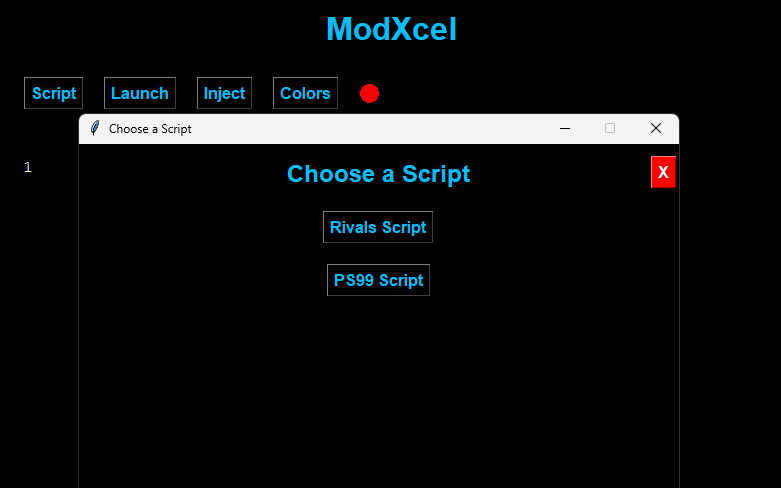 ModXcel
Script Launch Inject Colors
Choose a Script
1
Choose a Script
X
Rivals Script
PS99 Script